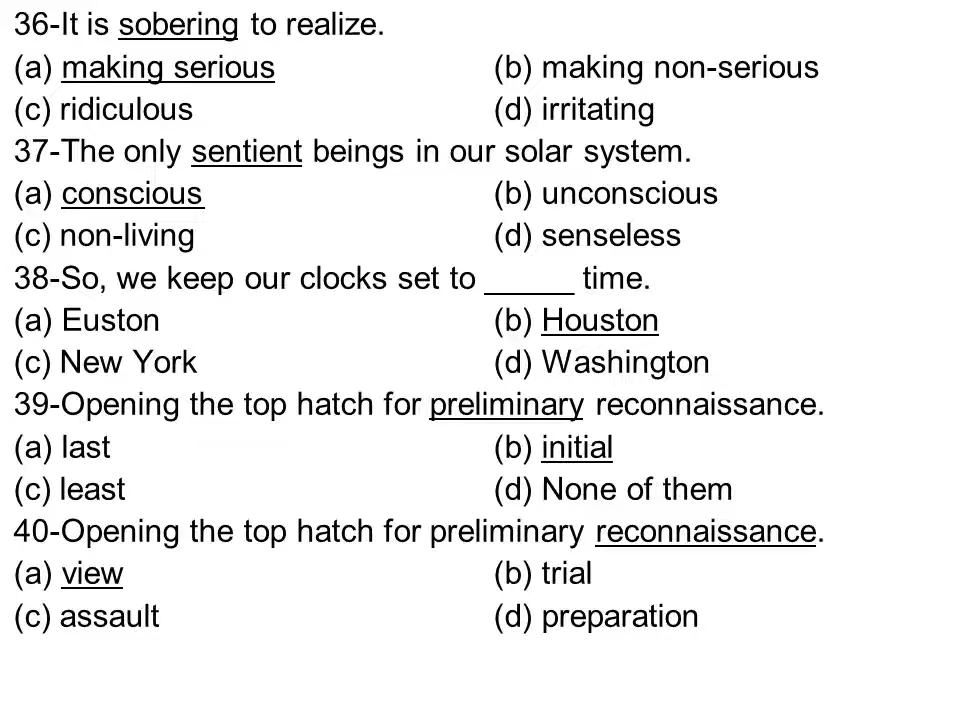 36-It is sobering to realize.
(a) making serious (b) making non-serious
(c) ridiculous (d) irritating
37-The only sentient beings in our solar system.
(a) conscious (b) unconscious
(c) non-living (d) senseless
38-So, we keep our clocks set to _____ time.
(a) Euston (b) Houston
(c) New York (d) Washington
39-Opening the top hatch for preliminary reconnaissance.
(a) last (b) initial
(c) least (d) None of them
40-Opening the top hatch for preliminary reconnaissance.
(a) view (b) trial
(c) assault (d) preparation